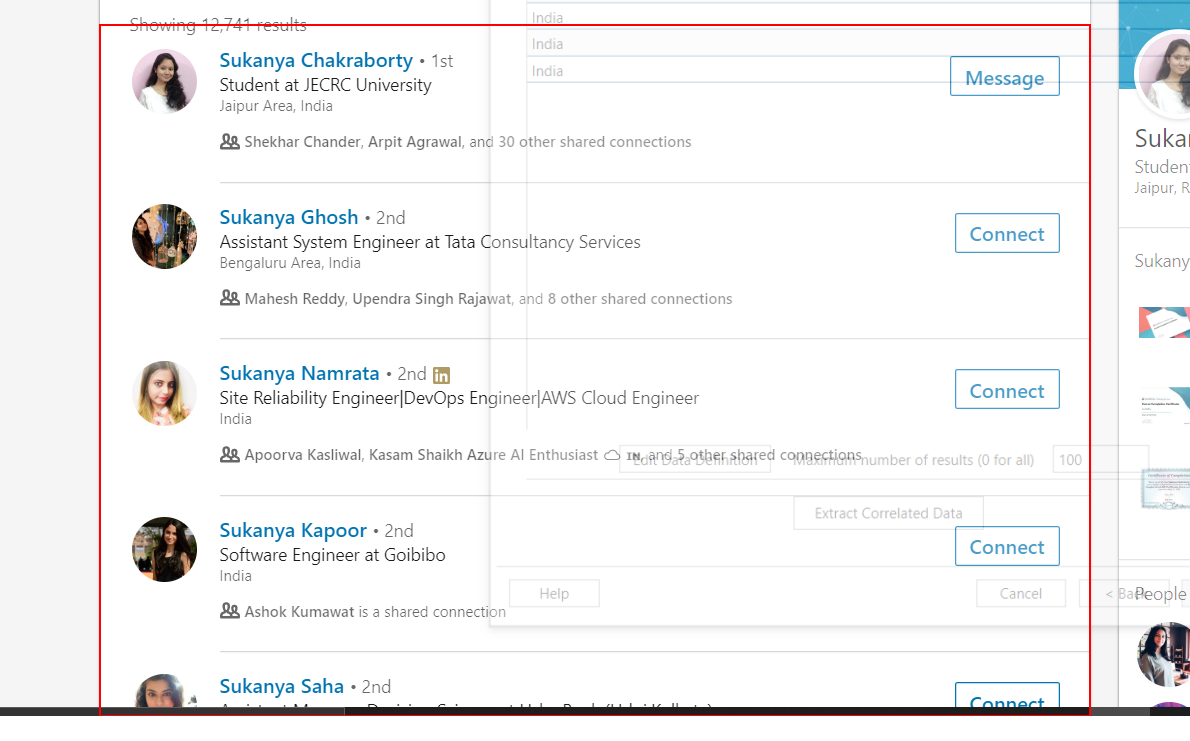 Showing 12,741 results
India
India
India
Sukanya Chakraborty • 1st
Student at JECRC University
Jaipur Area, India
Message
Shekhar Chander, Arpit Agrawal, and 30 other shared connections
Sukanya Ghosh • 2nd
Assistant System Engineer at Tata Consultancy Services
Bengaluru Area, India
Connect
Mahesh Reddy, Upendra Singh Rajawat, and 8 other shared connections
Sukanya Namrata • 2nd in
Site Reliability Engineer|DevOps Engineer|AWS Cloud Engineer
India
Connect
Apoorva Kasliwal, Kasam Shaikh Azure AI Enthusiast IN, and 5 other shared connections
Edit Data Definition
Maximum number of results (0 for all) 100
Extract Correlated Data
Sukanya Kapoor • 2nd
Software Engineer at Goibibo
India
Connect
Ashok Kumawat is a shared connection
Help
Cancel
< Back
Sukanya Saha • 2nd
Connect
Sukan
Student
Jaipur, R
Sukany
People